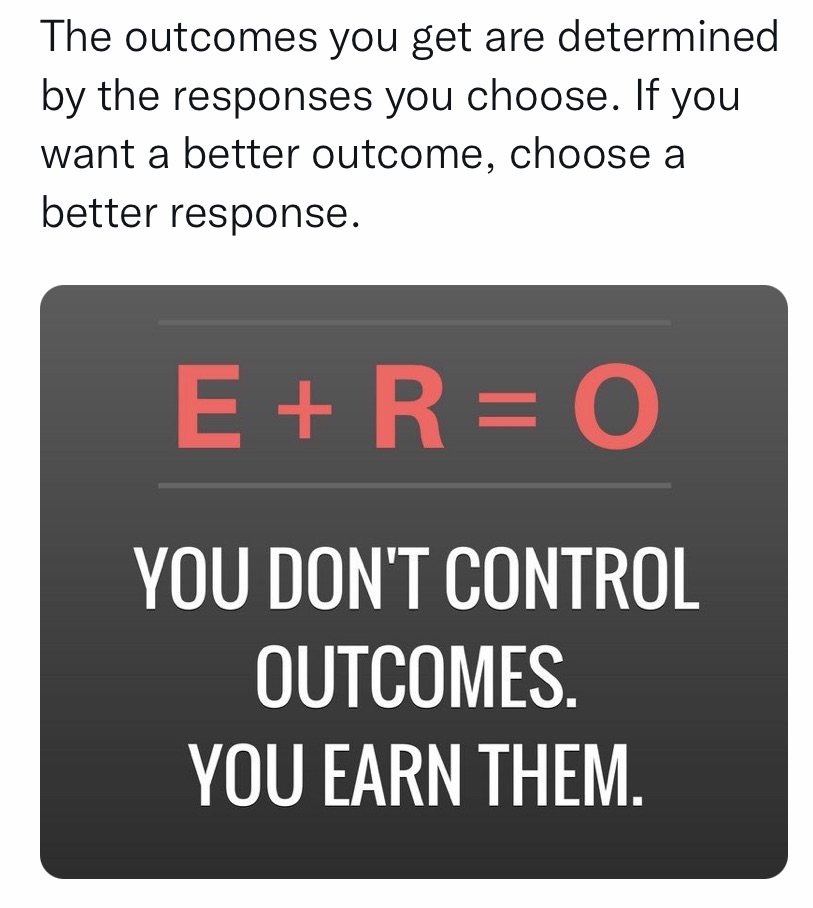 The outcomes you get are determined
by the responses you choose. If you
want a better outcome, choose a
better response.
E + R = O
YOU DON'T CONTROL
OUTCOMES.
YOU EARN THEM.